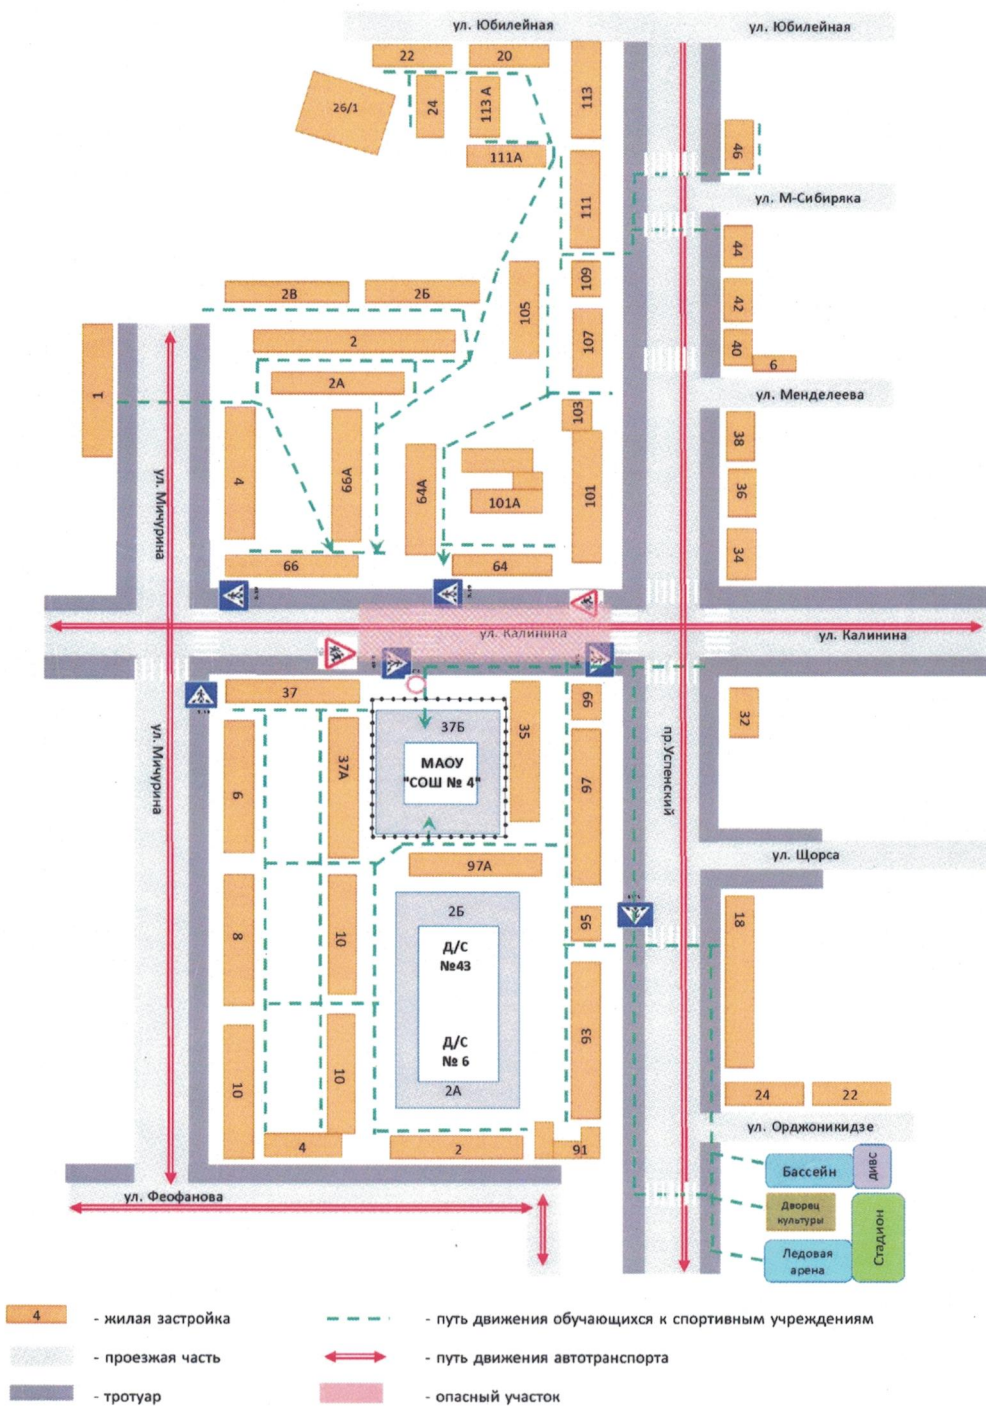 ул. Юбилейная
ул. Юбилейная
22
20
113
26/1
24
113 А
46
111А
111
ул. М-Сибиряка
44
109
2В
2Б
105
42
107
2
40
6
1
2А
ул. Менделеева
103
4
66А
64А
38
101А
101
36
ул. Мичурина
34
66
64
ул. Калинина
ул. Калинина
37
99
32
37Б
35
МАОУ
"СОШ № 4"
37А
97
6
ул. Мичурина
пр.Успенский
ул. Щорса
97А
2Б
18
95
8
10
Д/С
№43
93
10
10
Д/С
№ 6
2А
24
22
ул. Орджоникидзе
4
2
91
Бассейн
ДИВС
ул. Феофанова
Дворец
культуры
Стадион
Ледовая
арена
4
- жилая застройка
- путь движения обучающихся к спортивным учреждениям
- проезжая часть
- путь движения автотранспорта
- тротуар
- опасный участок